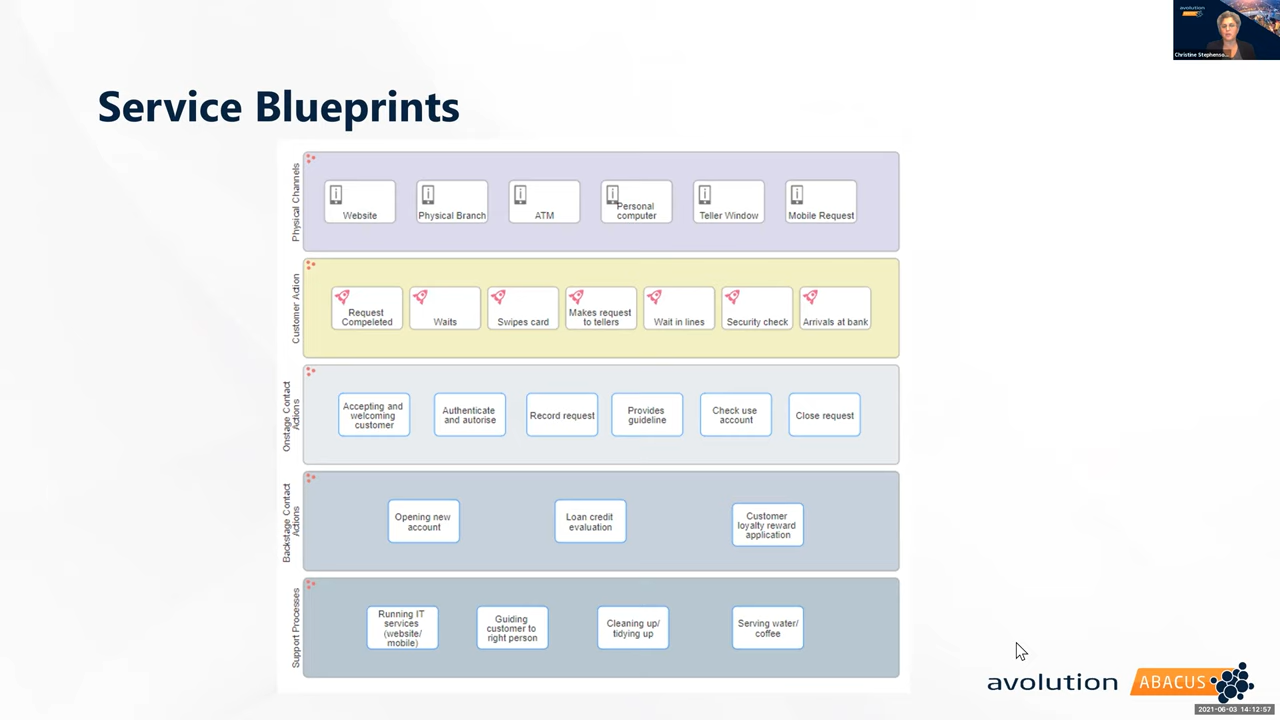 avolution
Christine Stephenso...
Service Blueprints
Physical Channels
Website
Physical Branch
ATM
Personal
computer
Teller Window
Mobile Request
Customer Action
Request
Compeleted
Waits
Swipes card
Makes request
to tellers
Wait in lines
Security check
Arrivals at bank
Onstage Contact
Actions
Accepting and
welcoming
customer
Authenticate
and autorise
Record request
Provides
guideline
Check use
account
Close request
Backstage Contact
Actions
Opening new
account
Loan credit
evaluation
Customer
loyalty reward
application
Support Processes
Running IT
services
(website/
mobile)
Guiding
customer to
right person
Cleaning up/
tidying up
Serving water/
coffee
avolution ABACUS
2021-06-03 14:12:57